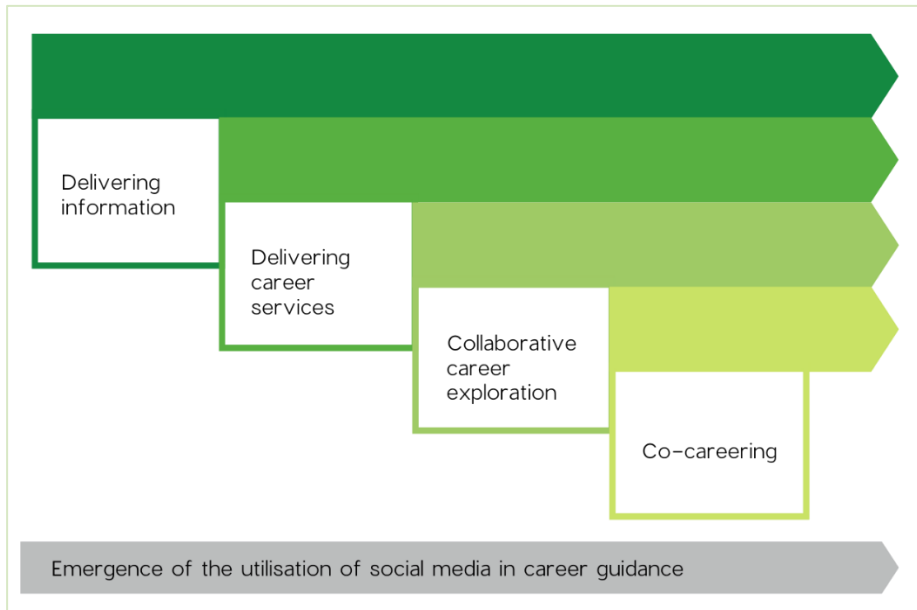 Delivering
information
Delivering
career
services
Collaborative
career
exploration
Co-careering
Emergence of the utilisation of social media in career guidance